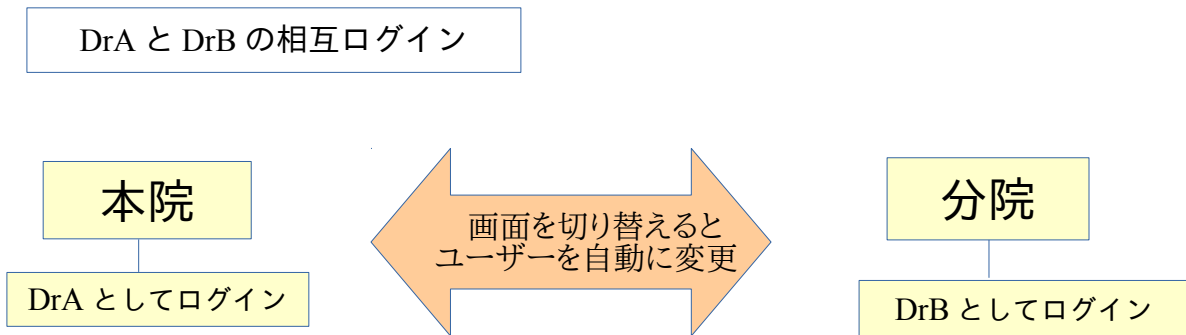 DrA と DrB の相互ログイン
本院
分院
画面を切り替えると
ユーザーを自動に変更
DrA としてログイン
DrB としてログイン